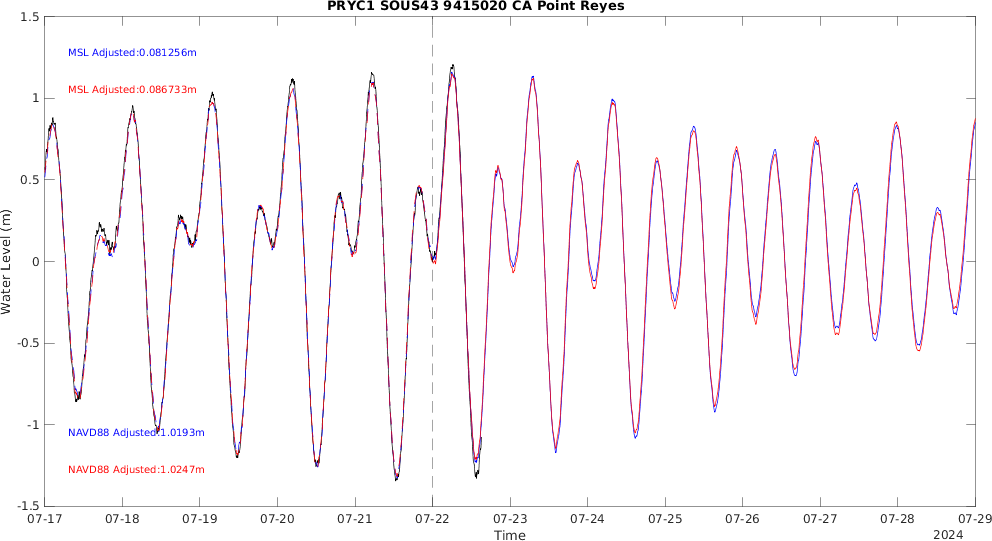 PRYC1 SOUS43 9415020 CA Point Reyes
1.5
MSL Adjusted:0.081256m
1
MSL Adjusted:0.086733m
0.5
Water Level (m)
0
-0.5
-1
NAVD88 Adjusted:1.0193m
NAVD88 Adjusted:1.0247m
-1.5
07-17 07-18 07-19 07-20 07-21 07-22 07-23 07-24 07-25 07-26 07-27 07-28 07-29
Time
2024